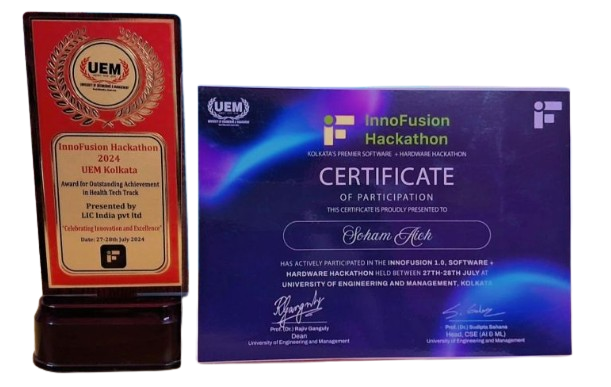 UEM
UNIVERSITY OF ENGINEERING & MANAGEMENT
InnoFusion Hackathon
2024
UEM Kolkata
Award for Outstanding Achievement
in Health Tech Track
Presented by
LIC India pvt ltd
"Celebrating Innovation and Excellence"
Date: 27-28th July 2024
iF
UEM
UNIVERSITY OF ENGINEERING & MANAGEMENT
iF
InnoFusion
Hackathon
iF
KOLKATA'S PREMIER SOFTWARE + HARDWARE HACKATHON
CERTIFICATE
OF PARTICIPATION
THIS CERTIFICATE IS PROUDLY PRESENTED TO
Soham Aich
HAS ACTIVELY PARTICIPATED IN THE INNOFUSION 1.0, SOFTWARE +
HARDWARE HACKATHON HELD BETWEEN 27TH-28TH JULY AT
UNIVERSITY OF ENGINEERING AND MANAGEMENT, KOLKATA
Prof. (Dr.) Rajiv Ganguly
Dean
University of Engineering and Management
Prof. (Dr.) Sudipta Sahana
Head, CSE (AI & ML)
University of Engineering and Management